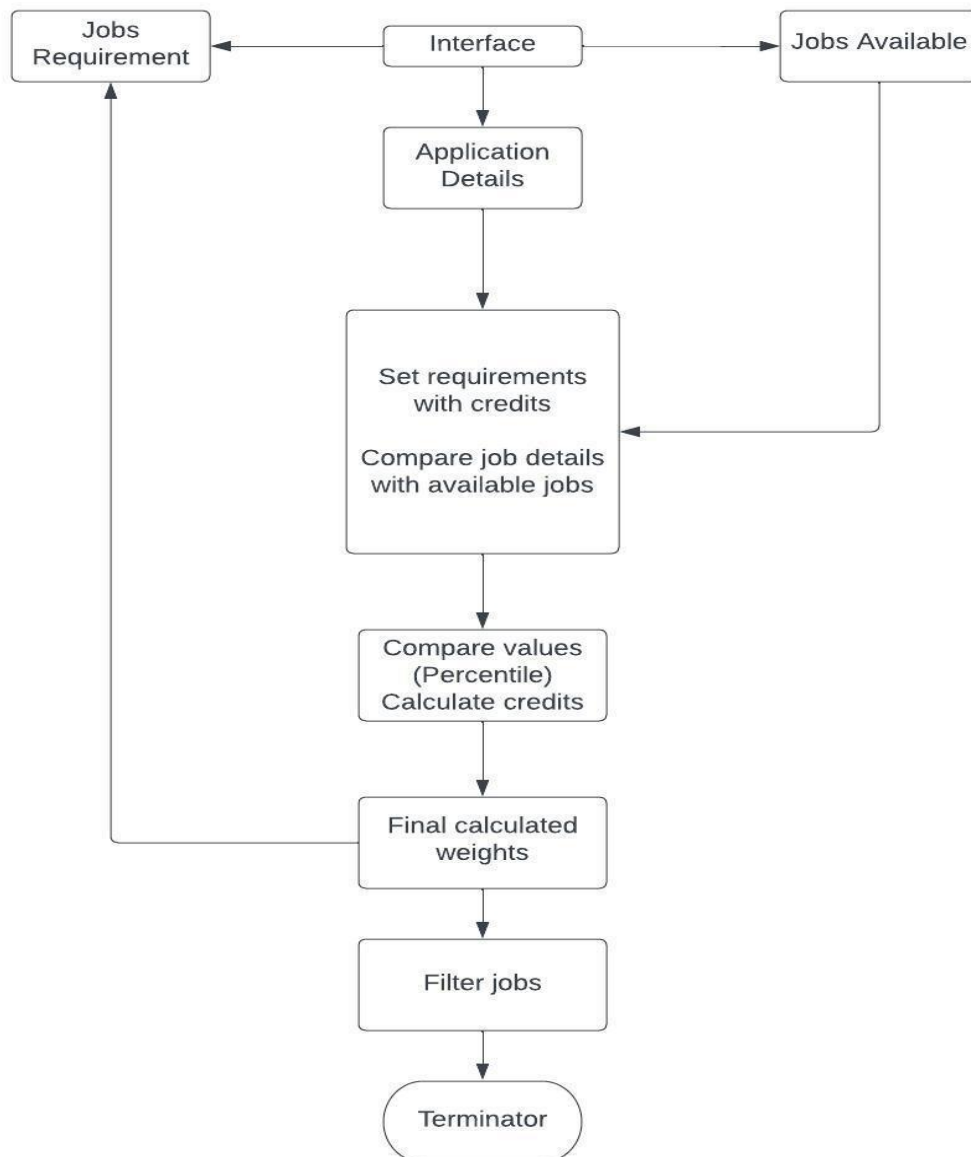 Jobs
Requirement
Interface
Jobs Available
Application
Details
Set requirements
with credits
Compare job details
with available jobs
Compare values
(Percentile)
Calculate credits
Final calculated
weights
Filter jobs
Terminator